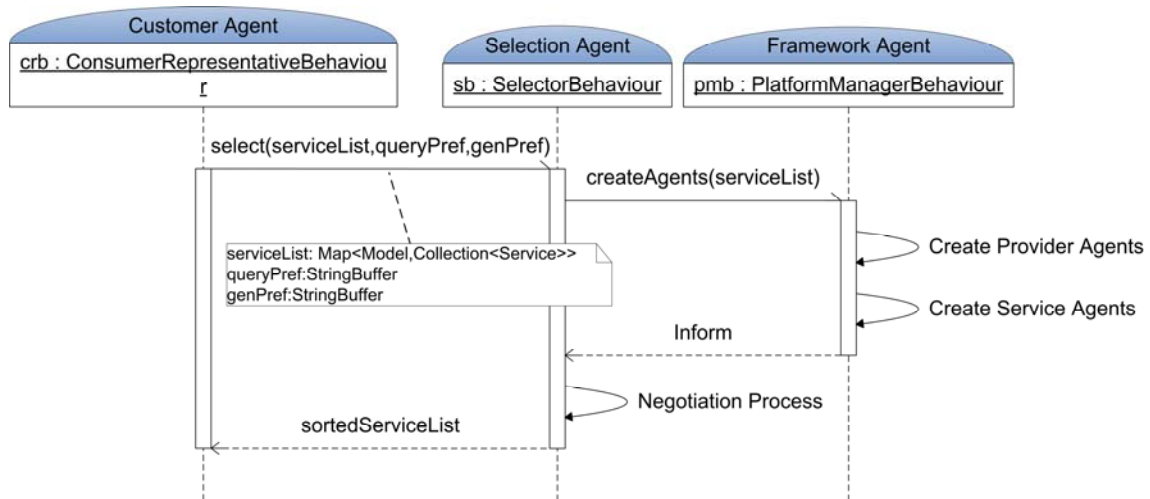 Customer Agent
crb : ConsumerRepresentativeBehaviou
r
Selection Agent
sb : SelectorBehaviour
Framework Agent
pmb : PlatformManagerBehaviour
select(serviceList,queryPref,genPref)
createAgents(serviceList)
serviceList: Map<Model,Collection<Service>>
queryPref:StringBuffer
genPref:StringBuffer
Create Provider Agents
Create Service Agents
Inform
Negotiation Process
sortedServiceList